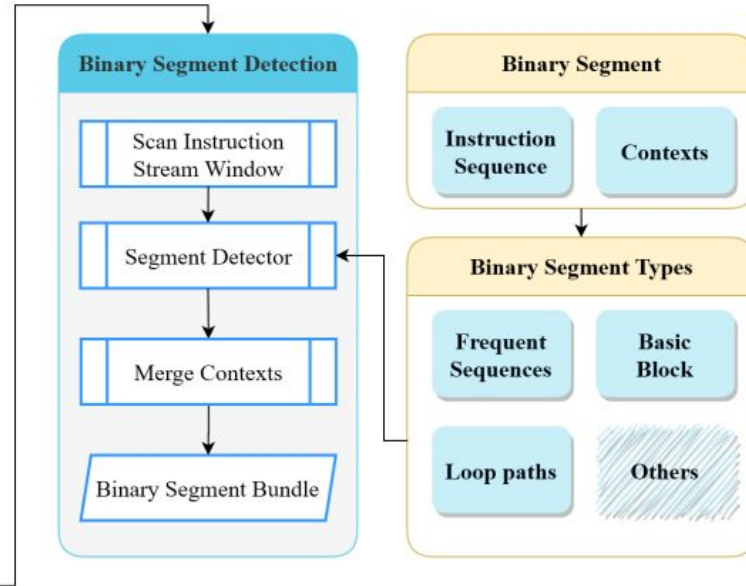 Binary Segment Detection
Scan Instruction
Stream Window
Segment Detector
Merge Contexts
Binary Segment Bundle
Binary Segment
Instruction
Sequence
Contexts
Binary Segment Types
Frequent
Sequences
Basic
Block
Loop paths
Others